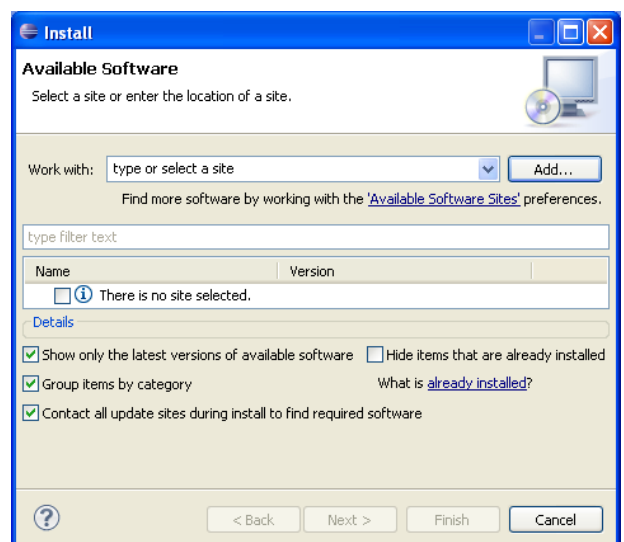 Install
Available Software
Select a site or enter the location of a site.
Work with: type or select a site Add...
Find more software by working with the 'Available Software Sites' preferences.
type filter text
Name Version
There is no site selected.
Details
Show only the latest versions of available software Hide items that are already installed
Group items by category What is already installed?
Contact all update sites during install to find required software
? < Back Next > Finish Cancel